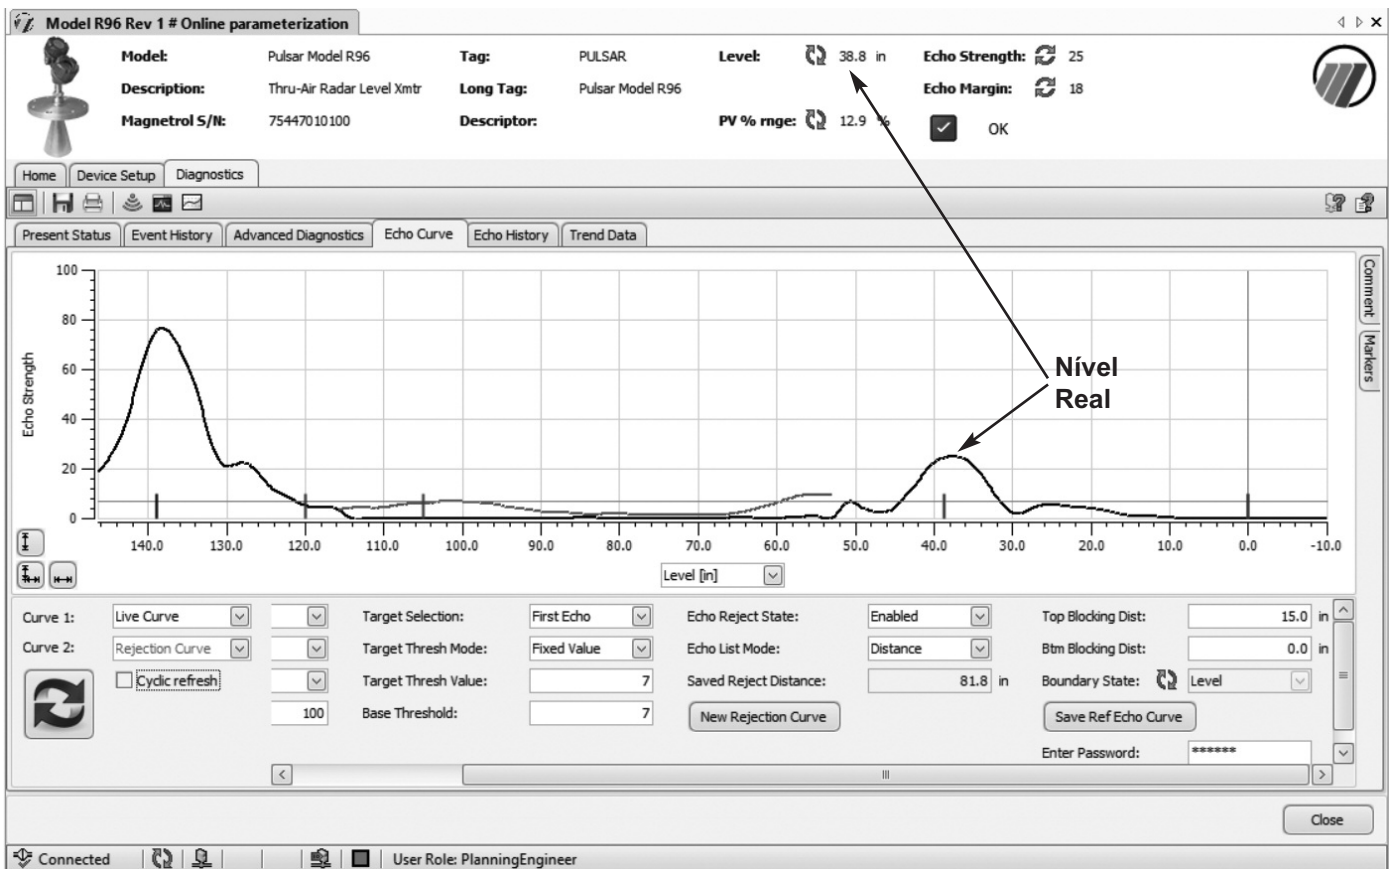 Model R96 Rev 1 # Online parameterization
Model: Pulsar Model R96 Tag: PULSAR Level: 38.8 in Echo Strength: 25
Description: Thru-Air Radar Level Xmtr Long Tag: Pulsar Model R96 Echo Margin: 18
Magnetrol S/N: 75447010100 Descriptor: PV % rnge: 12.9 % OK
Home Device Setup Diagnostics
Present Status Event History Advanced Diagnostics Echo Curve Echo History Trend Data
Comment
Markers
Echo Strength
100
80
60
40
20
0
Nível
Real
140.0 130.0 120.0 110.0 100.0 90.0 80.0 70.0 60.0 50.0 40.0 30.0 20.0 10.0 0.0 -10.0
Level [in]
Curve 1: Live Curve Target Selection: First Echo Echo Reject State: Enabled Top Blocking Dist: 15.0 in
Curve 2: Rejection Curve Target Thresh Mode: Fixed Value Echo List Mode: Distance Btm Blocking Dist: 0.0 in
Cyclic refresh Target Thresh Value: 7 Saved Reject Distance: 81.8 in Boundary State: Level
100 Base Threshold: 7 New Rejection Curve Save Ref Echo Curve
Enter Password: ******
Close
Connected User Role: PlanningEngineer